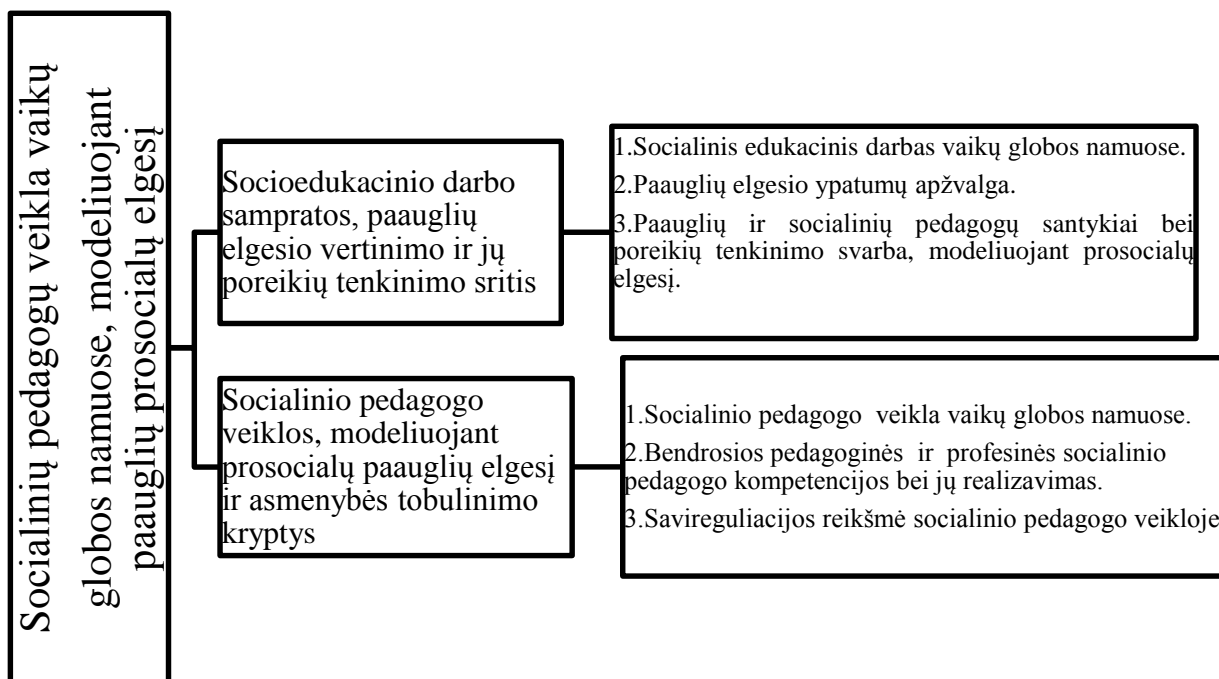 Socialinių pedagogų veikla vaikų
globos namuose, modeliuojant
paauglių prosocialų elgesį
Socioedukacinio darbo
sampratos, paauglių
elgesio vertinimo ir jų
poreikių tenkinimo sritis
1.Socialinis edukacinis darbas vaikų globos namuose.
2.Paauglių elgesio ypatumų apžvalga.
3.Paauglių ir socialinių pedagogų santykiai bei
poreikių tenkinimo svarba, modeliuojant prosocialų
elgesį.
Socialinio pedagogo
veiklos, modeliuojant
prosocialų paauglių elgesį
ir asmenybės tobulinimo
kryptys
1.Socialinio pedagogo veikla vaikų globos namuose.
2.Bendrosios pedagoginės ir profesinės socialinio
pedagogo kompetencijos bei jų realizavimas.
3.Savireguliacijos reikšmė socialinio pedagogo veikloje